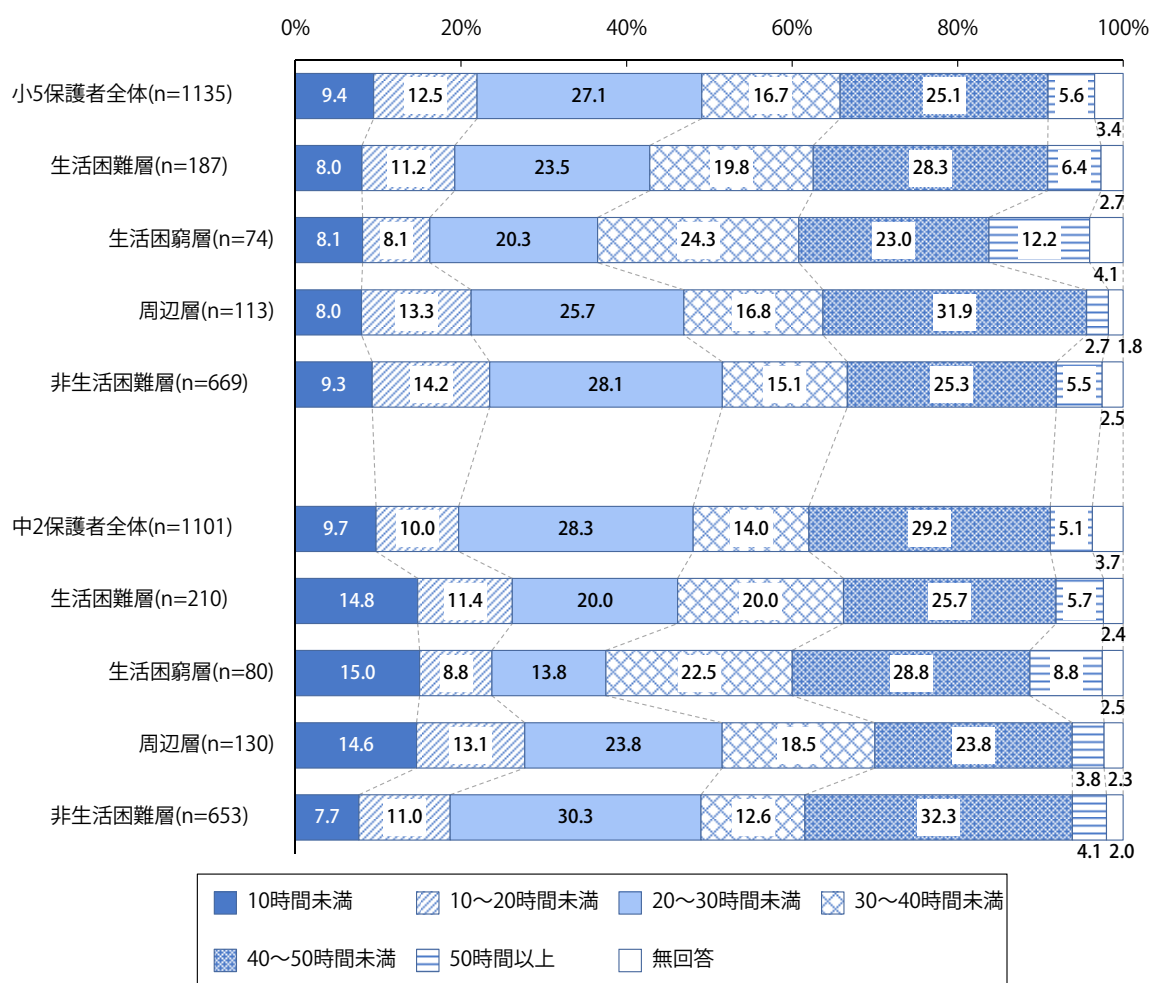 0% 20% 40% 60% 80% 100%
小5保護者全体(n=1135) 9.4 12.5 27.1 16.7 25.1 5.6
3.4
生活困難層(n=187) 8.0 11.2 23.5 19.8 28.3 6.4
2.7
生活困窮層(n=74) 8.1 8.1 20.3 24.3 23.0 12.2
4.1
周辺層(n=113) 8.0 13.3 25.7 16.8 31.9
2.7 1.8
非生活困難層(n=669) 9.3 14.2 28.1 15.1 25.3 5.5
2.5
中2保護者全体(n=1101) 9.7 10.0 28.3 14.0 29.2 5.1
3.7
生活困難層(n=210) 14.8 11.4 20.0 20.0 25.7 5.7
2.4
生活困窮層(n=80) 15.0 8.8 13.8 22.5 28.8 8.8
2.5
周辺層(n=130) 14.6 13.1 23.8 18.5 23.8
3.8 2.3
非生活困難層(n=653) 7.7 11.0 30.3 12.6 32.3
4.1 2.0
10時間未満 10～20時間未満 20～30時間未満 30～40時間未満
40～50時間未満 50時間以上 無回答